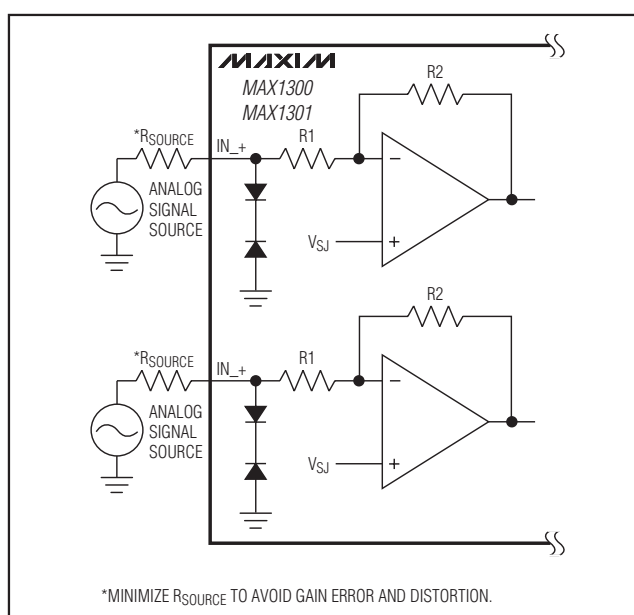 MAXIM
MAX1300
MAX1301
R2
*RSOURCE
IN_+
R1
−
ANALOG
SIGNAL
SOURCE
VSJ
+
R2
*RSOURCE
IN_+
R1
−
ANALOG
SIGNAL
SOURCE
VSJ
+
*MINIMIZE RSOURCE TO AVOID GAIN ERROR AND DISTORTION.